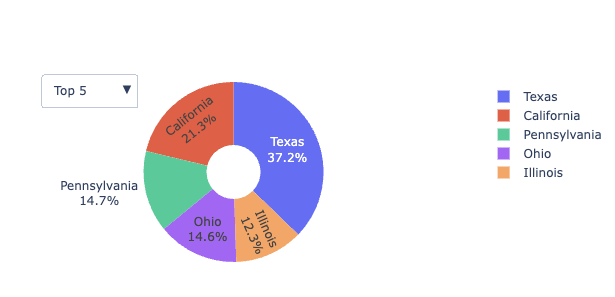 Top 5 ▼
California
21.3%
Texas
37.2%
Pennsylvania
14.7%
Ohio
14.6%
Illinois
12.3%
Texas
California
Pennsylvania
Ohio
Illinois